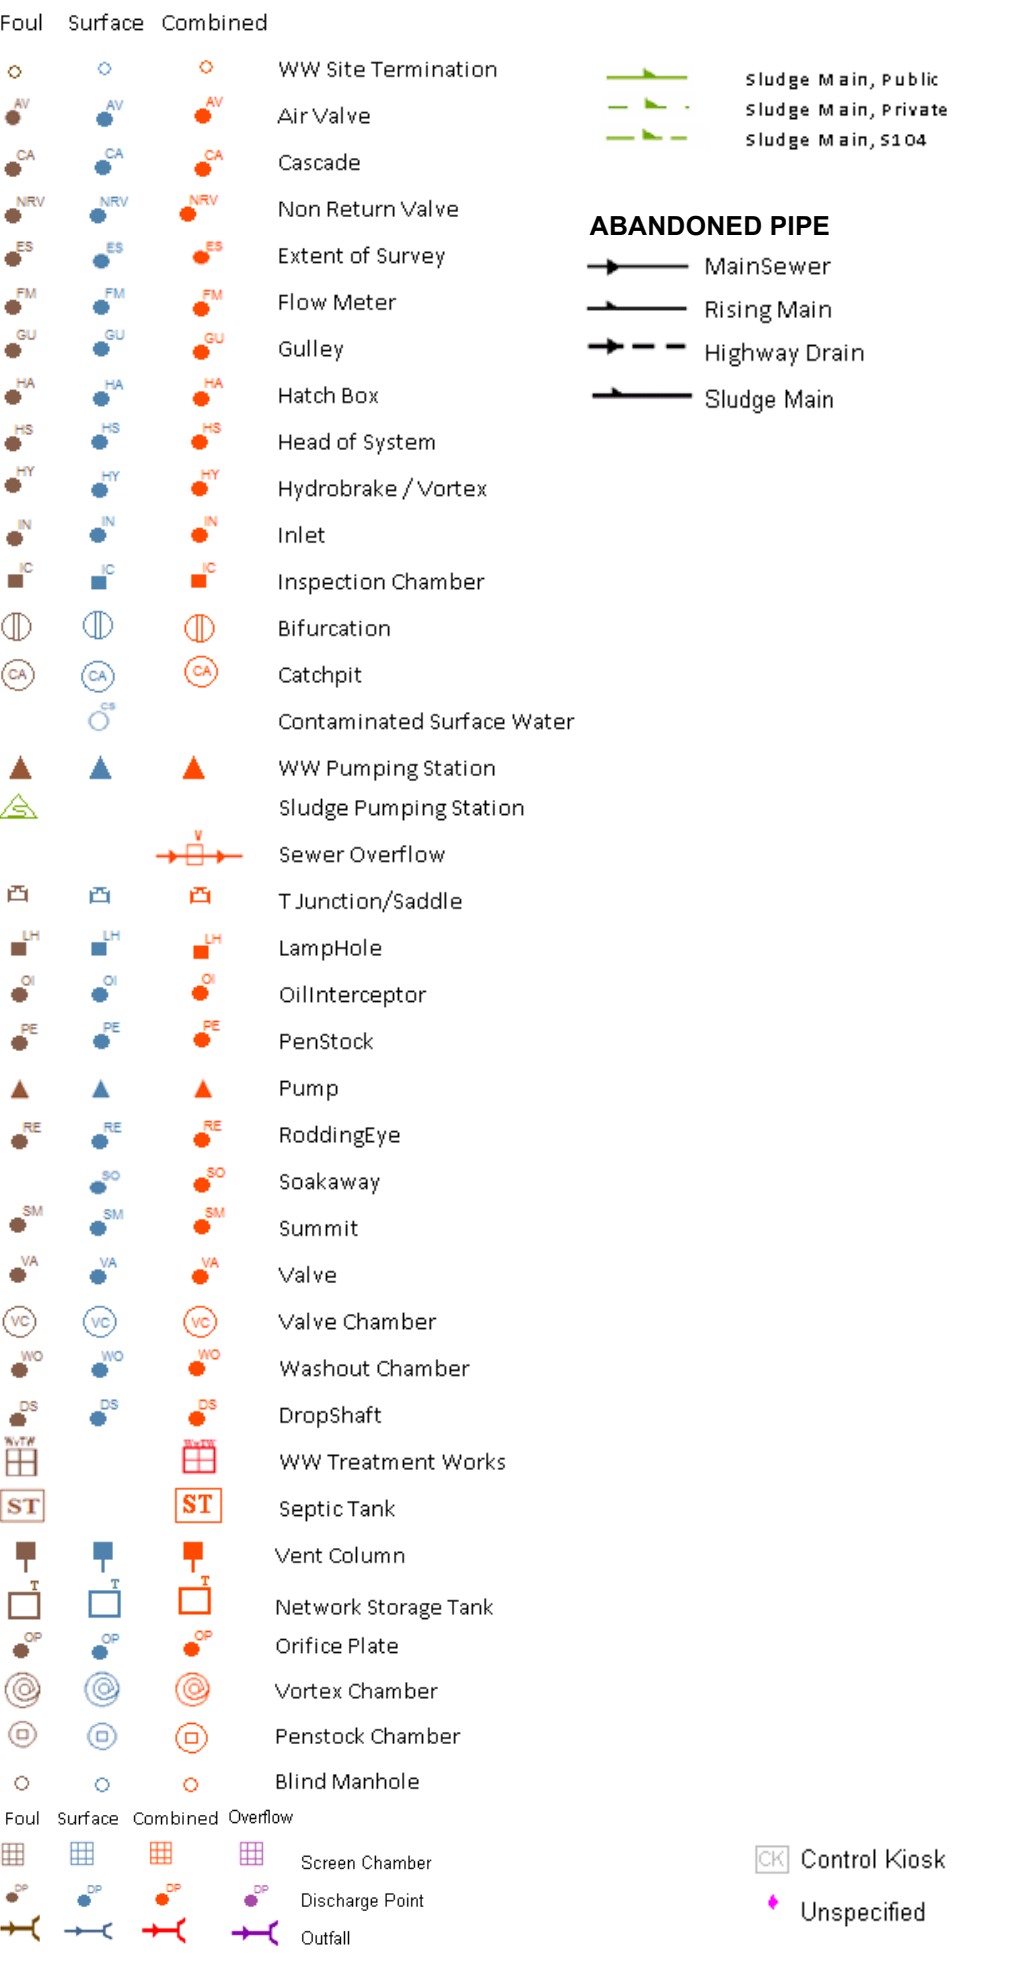 Foul Surface Combined
WW Site Termination
AV AV AV Air Valve
CA CA CA Cascade
NRV NRV NRV Non Return Valve
ES ES ES Extent of Survey
FM FM FM Flow Meter
GU GU GU Gulley
HA HA HA Hatch Box
HS HS HS Head of System
HY HY HY Hydrobrake / Vortex
IN IN IN Inlet
IC IC IC Inspection Chamber
Bifurcation
CA CA CA Catchpit
CS Contaminated Surface Water
WW Pumping Station
S Sludge Pumping Station
V Sewer Overflow
T Junction/Saddle
LH LH LH LampHole
OI OI OI OilInterceptor
PE PE PE PenStock
Pump
RE RE RE RoddingEye
SO SO Soakaway
SM SM SM Summit
VA VA VA Valve
VC VC VC Valve Chamber
WO WO WO Washout Chamber
DS DS DS DropShaft
WwTW WwTW WW Treatment Works
ST ST Septic Tank
Vent Column
T T T Network Storage Tank
OP OP OP Orifice Plate
Vortex Chamber
Penstock Chamber
Blind Manhole
Foul Surface Combined Overflow
Screen Chamber
DP DP DP DP Discharge Point
Outfall
Sludge Main, Public
Sludge Main, Private
Sludge Main, S104
ABANDONED PIPE
MainSewer
Rising Main
Highway Drain
Sludge Main
CK Control Kiosk
Unspecified